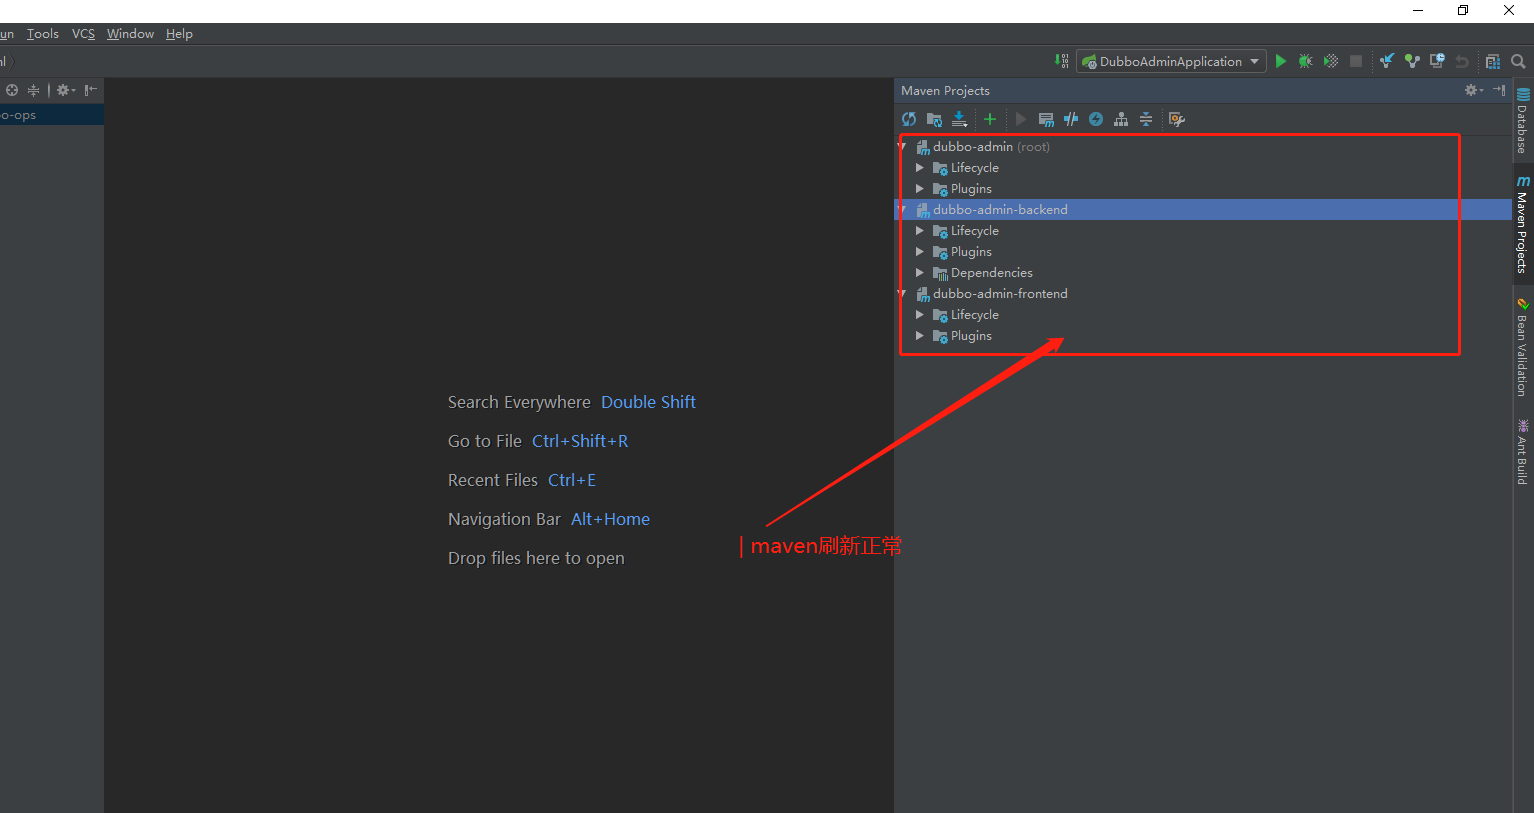 un Tools VCS Window Help
DubboAdminApplication
o-ops
Maven Projects
dubbo-admin (root)
Lifecycle
Plugins
dubbo-admin-backend
Lifecycle
Plugins
Dependencies
dubbo-admin-frontend
Lifecycle
Plugins
Search Everywhere Double Shift
Go to File Ctrl+Shift+R
Recent Files Ctrl+E
Navigation Bar Alt+Home
Drop files here to open
maven刷新正常
Database
Maven Projects
Bean Validation
Ant Build